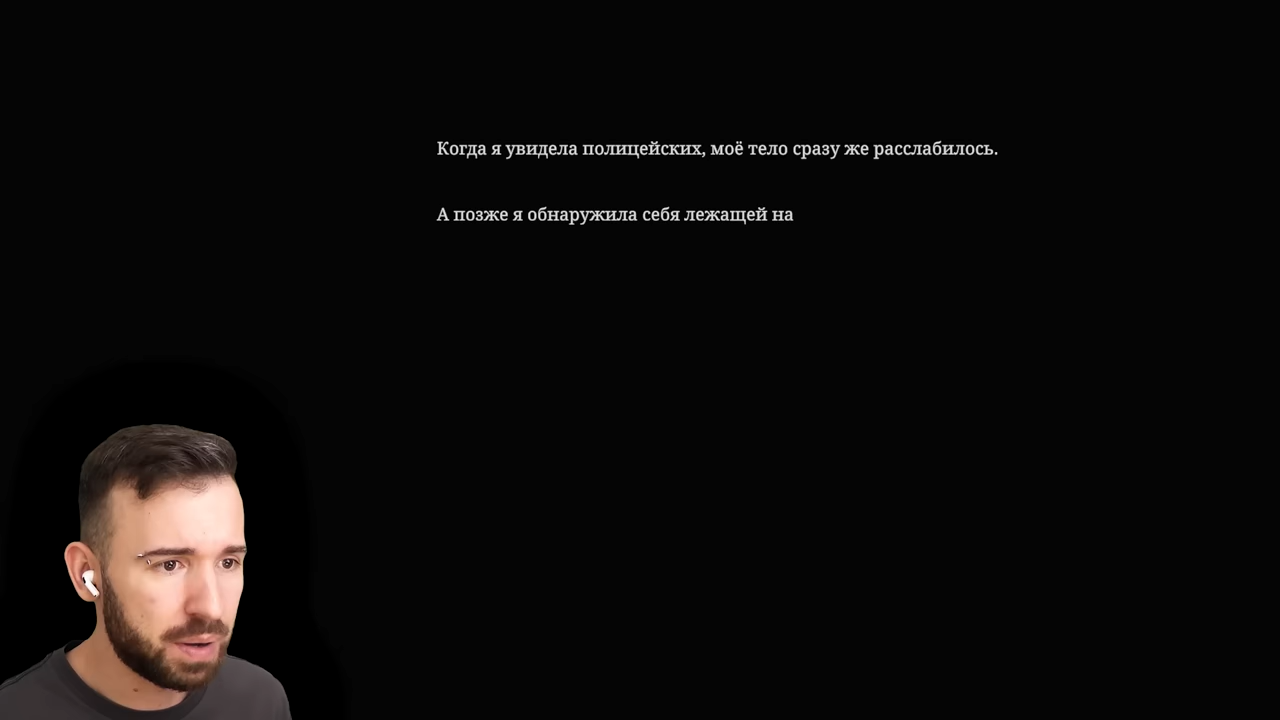 Когда я увидела полицейских, моё тело сразу же расслабилось.
А позже я обнаружила себя лежащей на